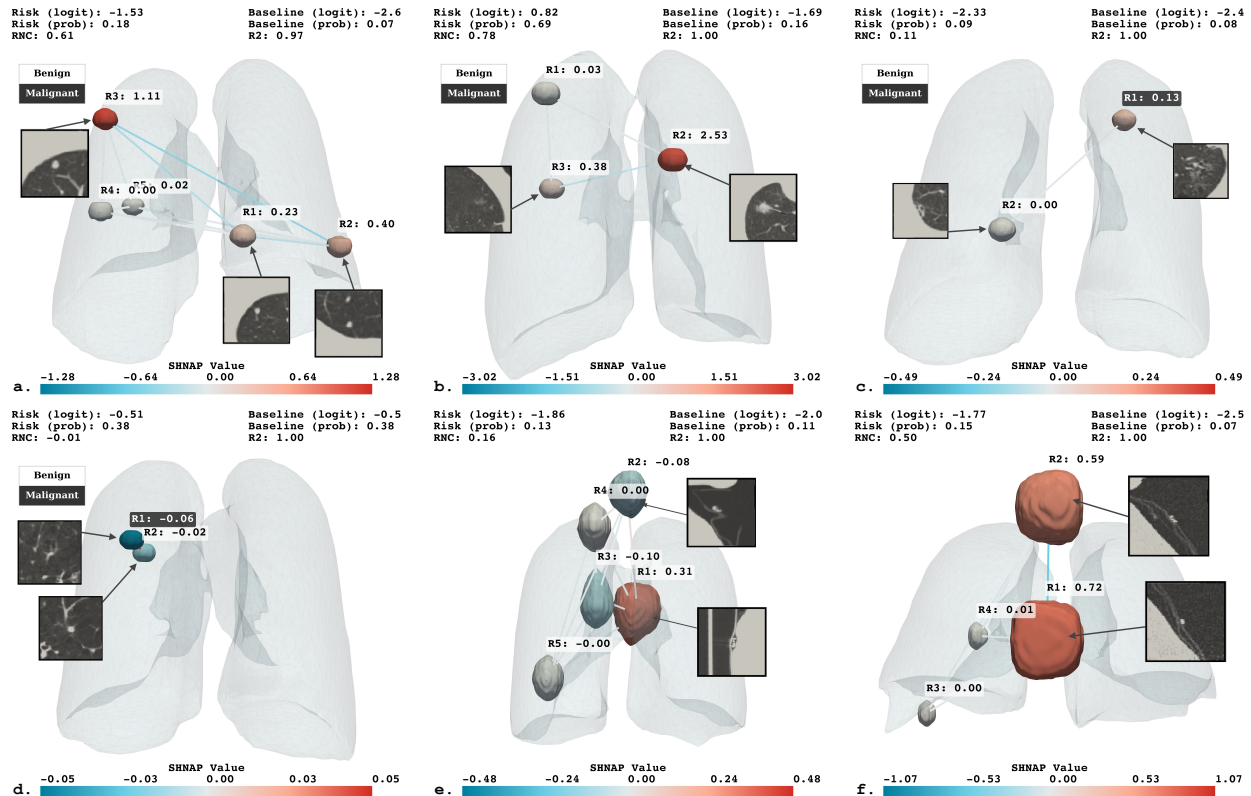 Risk (logit): -1.53
Risk (prob): 0.18
RNC: 0.61
Baseline (logit): -2.6
Baseline (prob): 0.07
R2: 0.97
Benign
Malignant
R3: 1.11
R5: 0.02
R4: 0.00
R1: 0.23
R2: 0.40
SHNAP Value
-1.28 -0.64 0.00 0.64 1.28
a.
Risk (logit): 0.82
Risk (prob): 0.69
RNC: 0.78
Baseline (logit): -1.69
Baseline (prob): 0.16
R2: 1.00
Benign
Malignant
R1: 0.03
R2: 2.53
R3: 0.38
SHNAP Value
-3.02 -1.51 0.00 1.51 3.02
b.
Risk (logit): -2.33
Risk (prob): 0.09
RNC: 0.11
Baseline (logit): -2.4
Baseline (prob): 0.08
R2: 1.00
Benign
Malignant
R1: 0.13
R2: 0.00
SHNAP Value
-0.49 -0.24 0.00 0.24 0.49
c.
Risk (logit): -0.51
Risk (prob): 0.38
RNC: -0.01
Baseline (logit): -0.5
Baseline (prob): 0.38
R2: 1.00
Benign
Malignant
R1: -0.06
R2: -0.02
SHNAP Value
-0.05 -0.03 0.00 0.03 0.05
d.
Risk (logit): -1.86
Risk (prob): 0.13
RNC: 0.16
Baseline (logit): -2.0
Baseline (prob): 0.11
R2: 1.00
R2: -0.08
R4: 0.00
R3: -0.10
R1: 0.31
R5: -0.00
SHNAP Value
-0.48 -0.24 0.00 0.24 0.48
e.
Risk (logit): -1.77
Risk (prob): 0.15
RNC: 0.50
Baseline (logit): -2.5
Baseline (prob): 0.07
R2: 1.00
R2: 0.59
R1: 0.72
R4: 0.01
R3: 0.00
SHNAP Value
-1.07 -0.53 0.00 0.53 1.07
f.